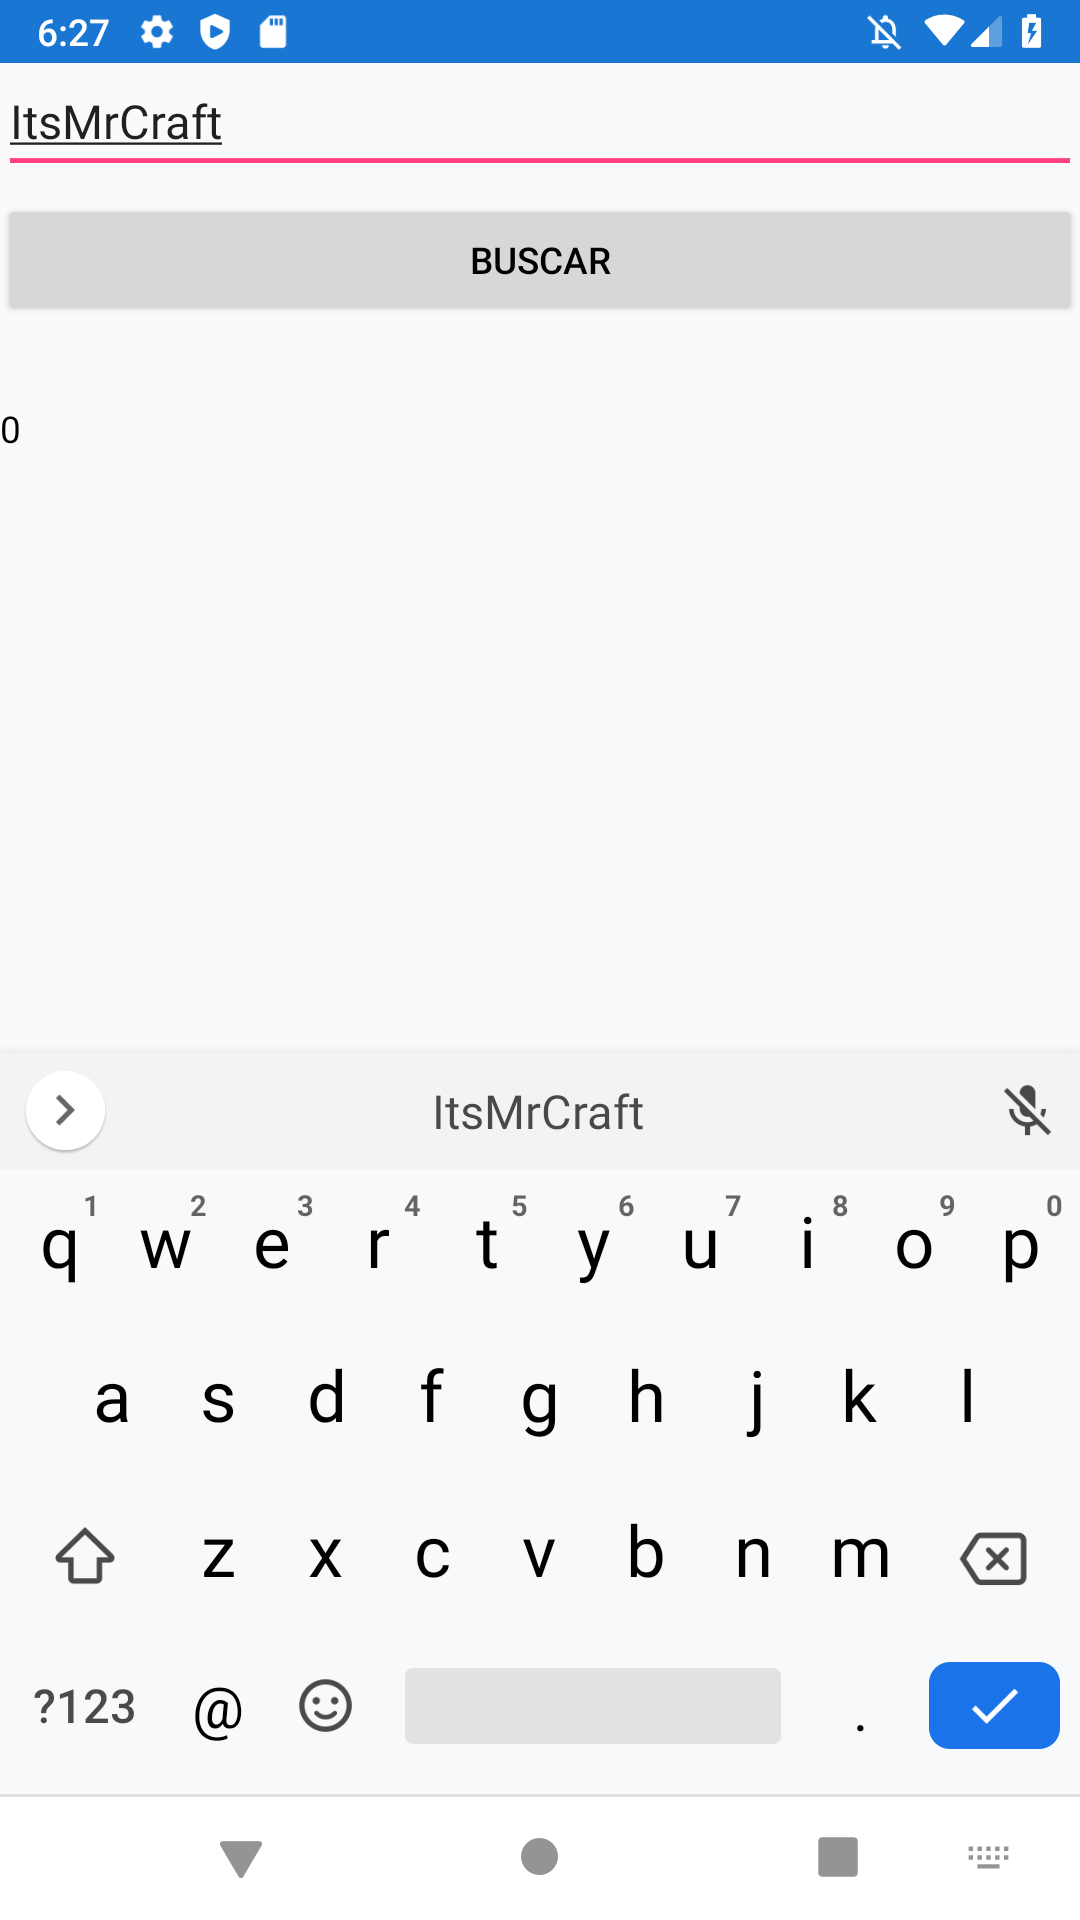 6:27
ItsMrCraft
BUSCAR
0
ItsMrCraft
1 2 3 4 5 6 7 8 9 0
q w e r t y u i o p
a s d f g h j k l
z x c v b n m
?123 @ .